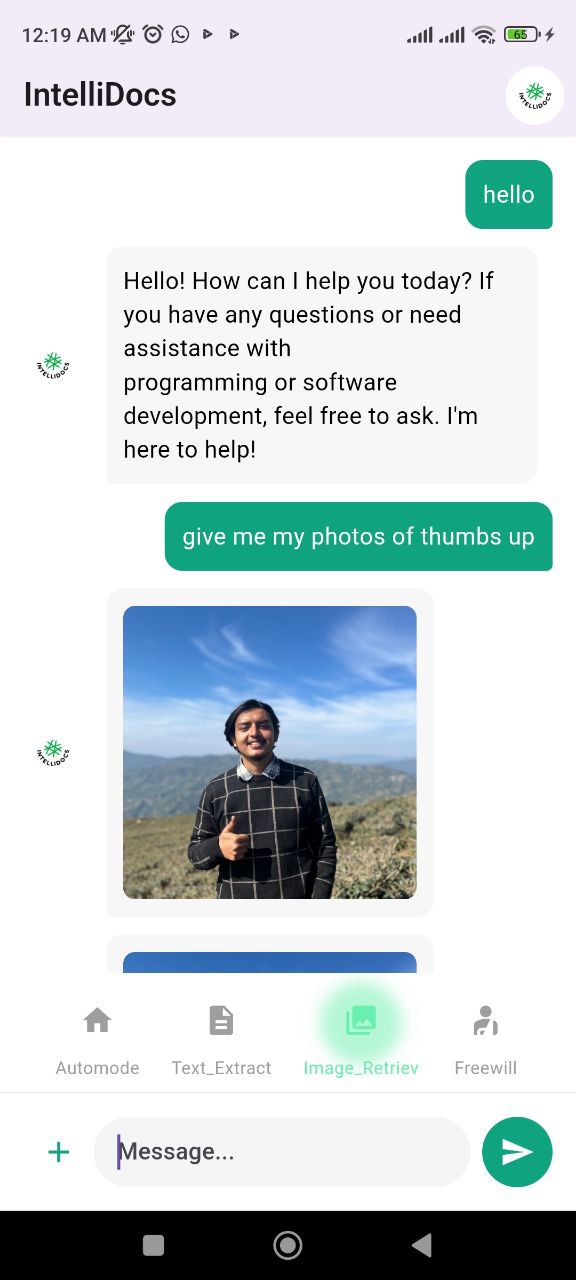 12:19 AM
65
IntelliDocs
INTELLIDOCS
hello
Hello! How can I help you today? If
you have any questions or need
assistance with
programming or software
development, feel free to ask. I'm
here to help!
INTELLIDOCS
give me my photos of thumbs up
INTELLIDOCS
Automode
Text_Extract
Image_Retriev
Freewill
Message...